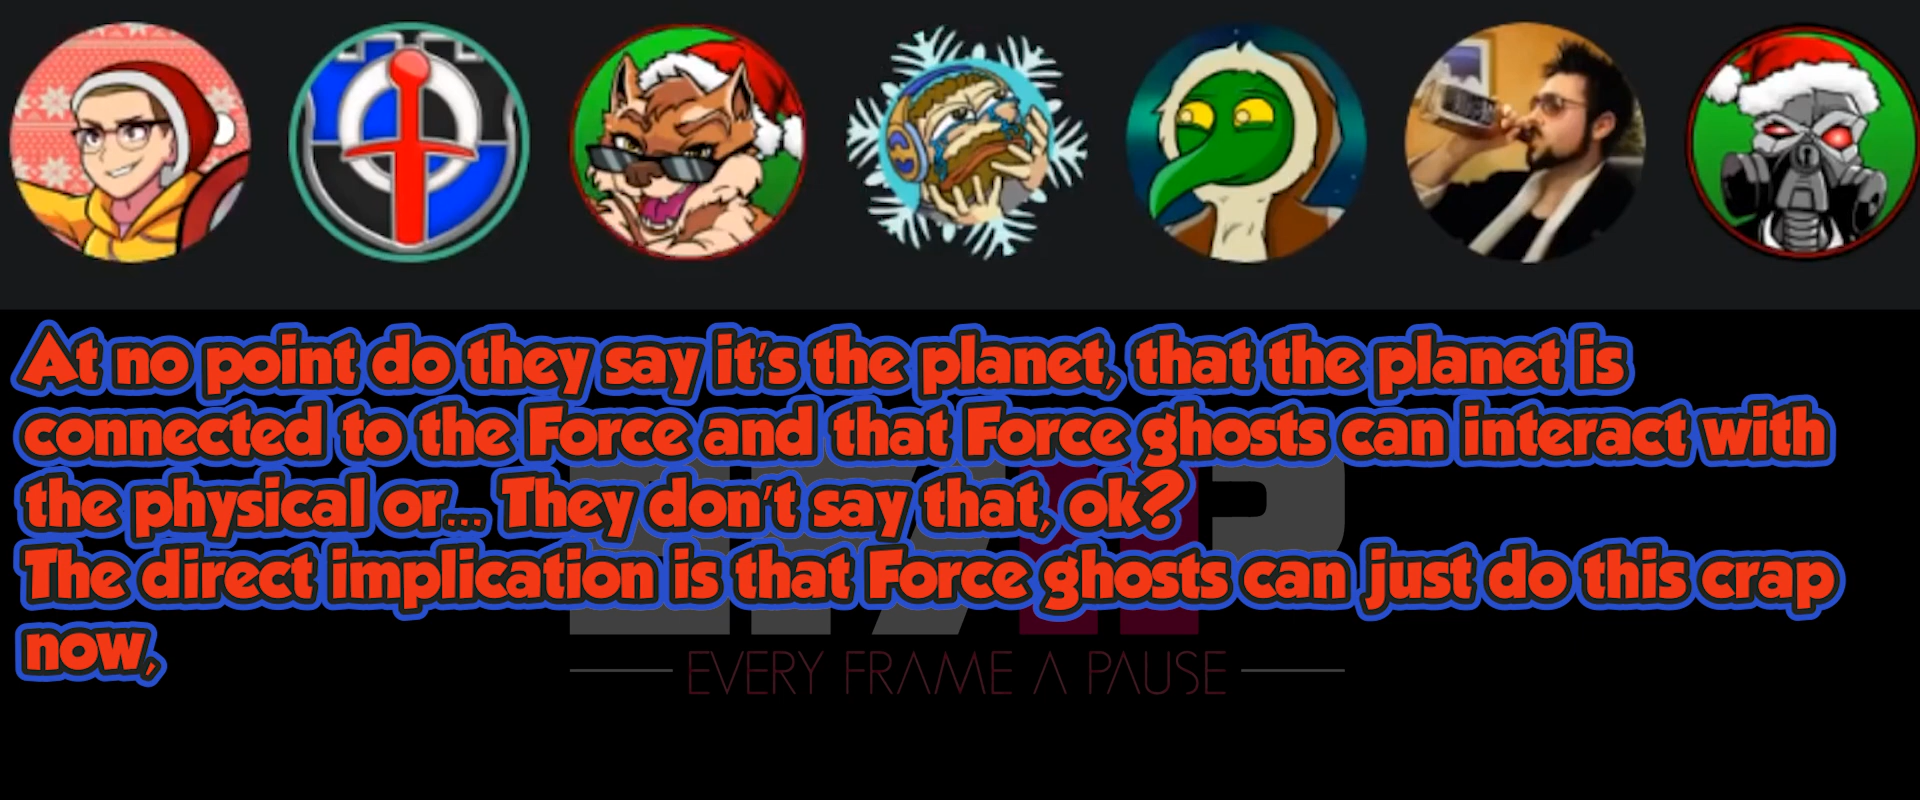 At no point do they say it's the planet, that the planet is
connected to the Force and that Force ghosts can interact with
the physical or... They don't say that, ok?
The direct implication is that Force ghosts can just do this crap
now,
EFAP
EVERY FRAME A PAUSE